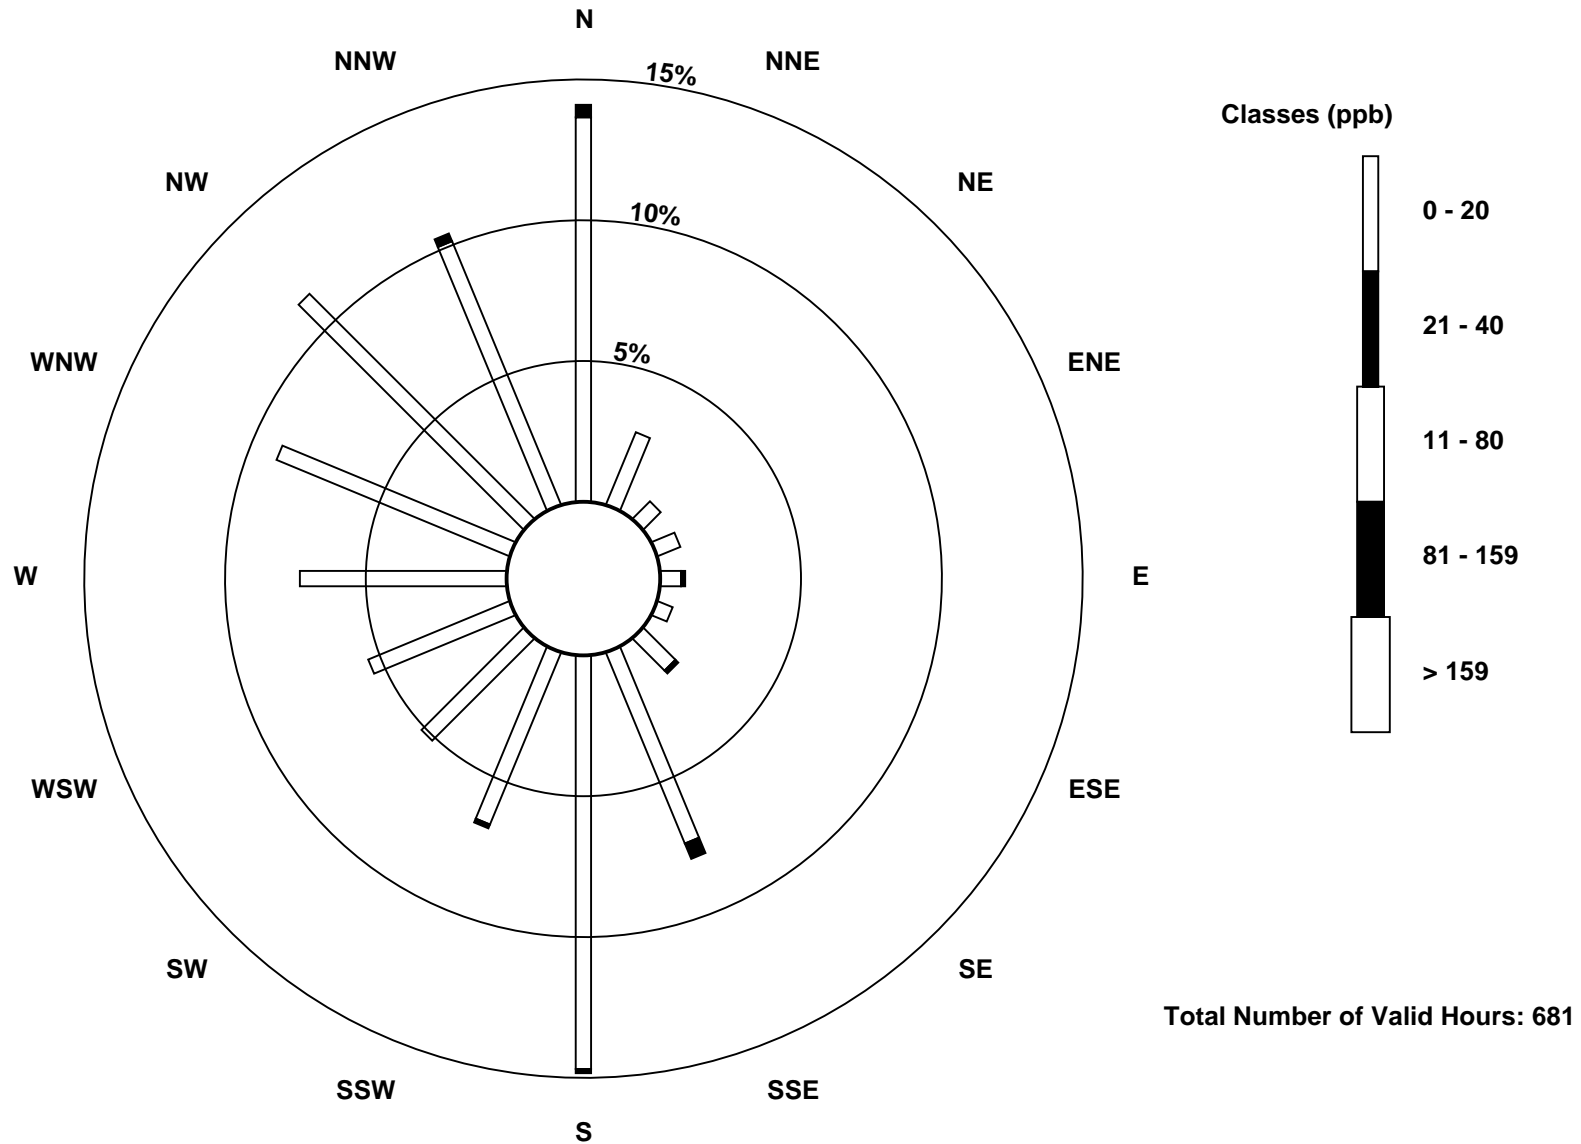 N
NNW
NNE
15%
Classes (ppb)
NW
NE
10%
0 - 20
21 - 40
5%
WNW
ENE
11 - 80
81 - 159
W
E
> 159
WSW
ESE
SW
SE
Total Number of Valid Hours: 681
SSW
SSE
S